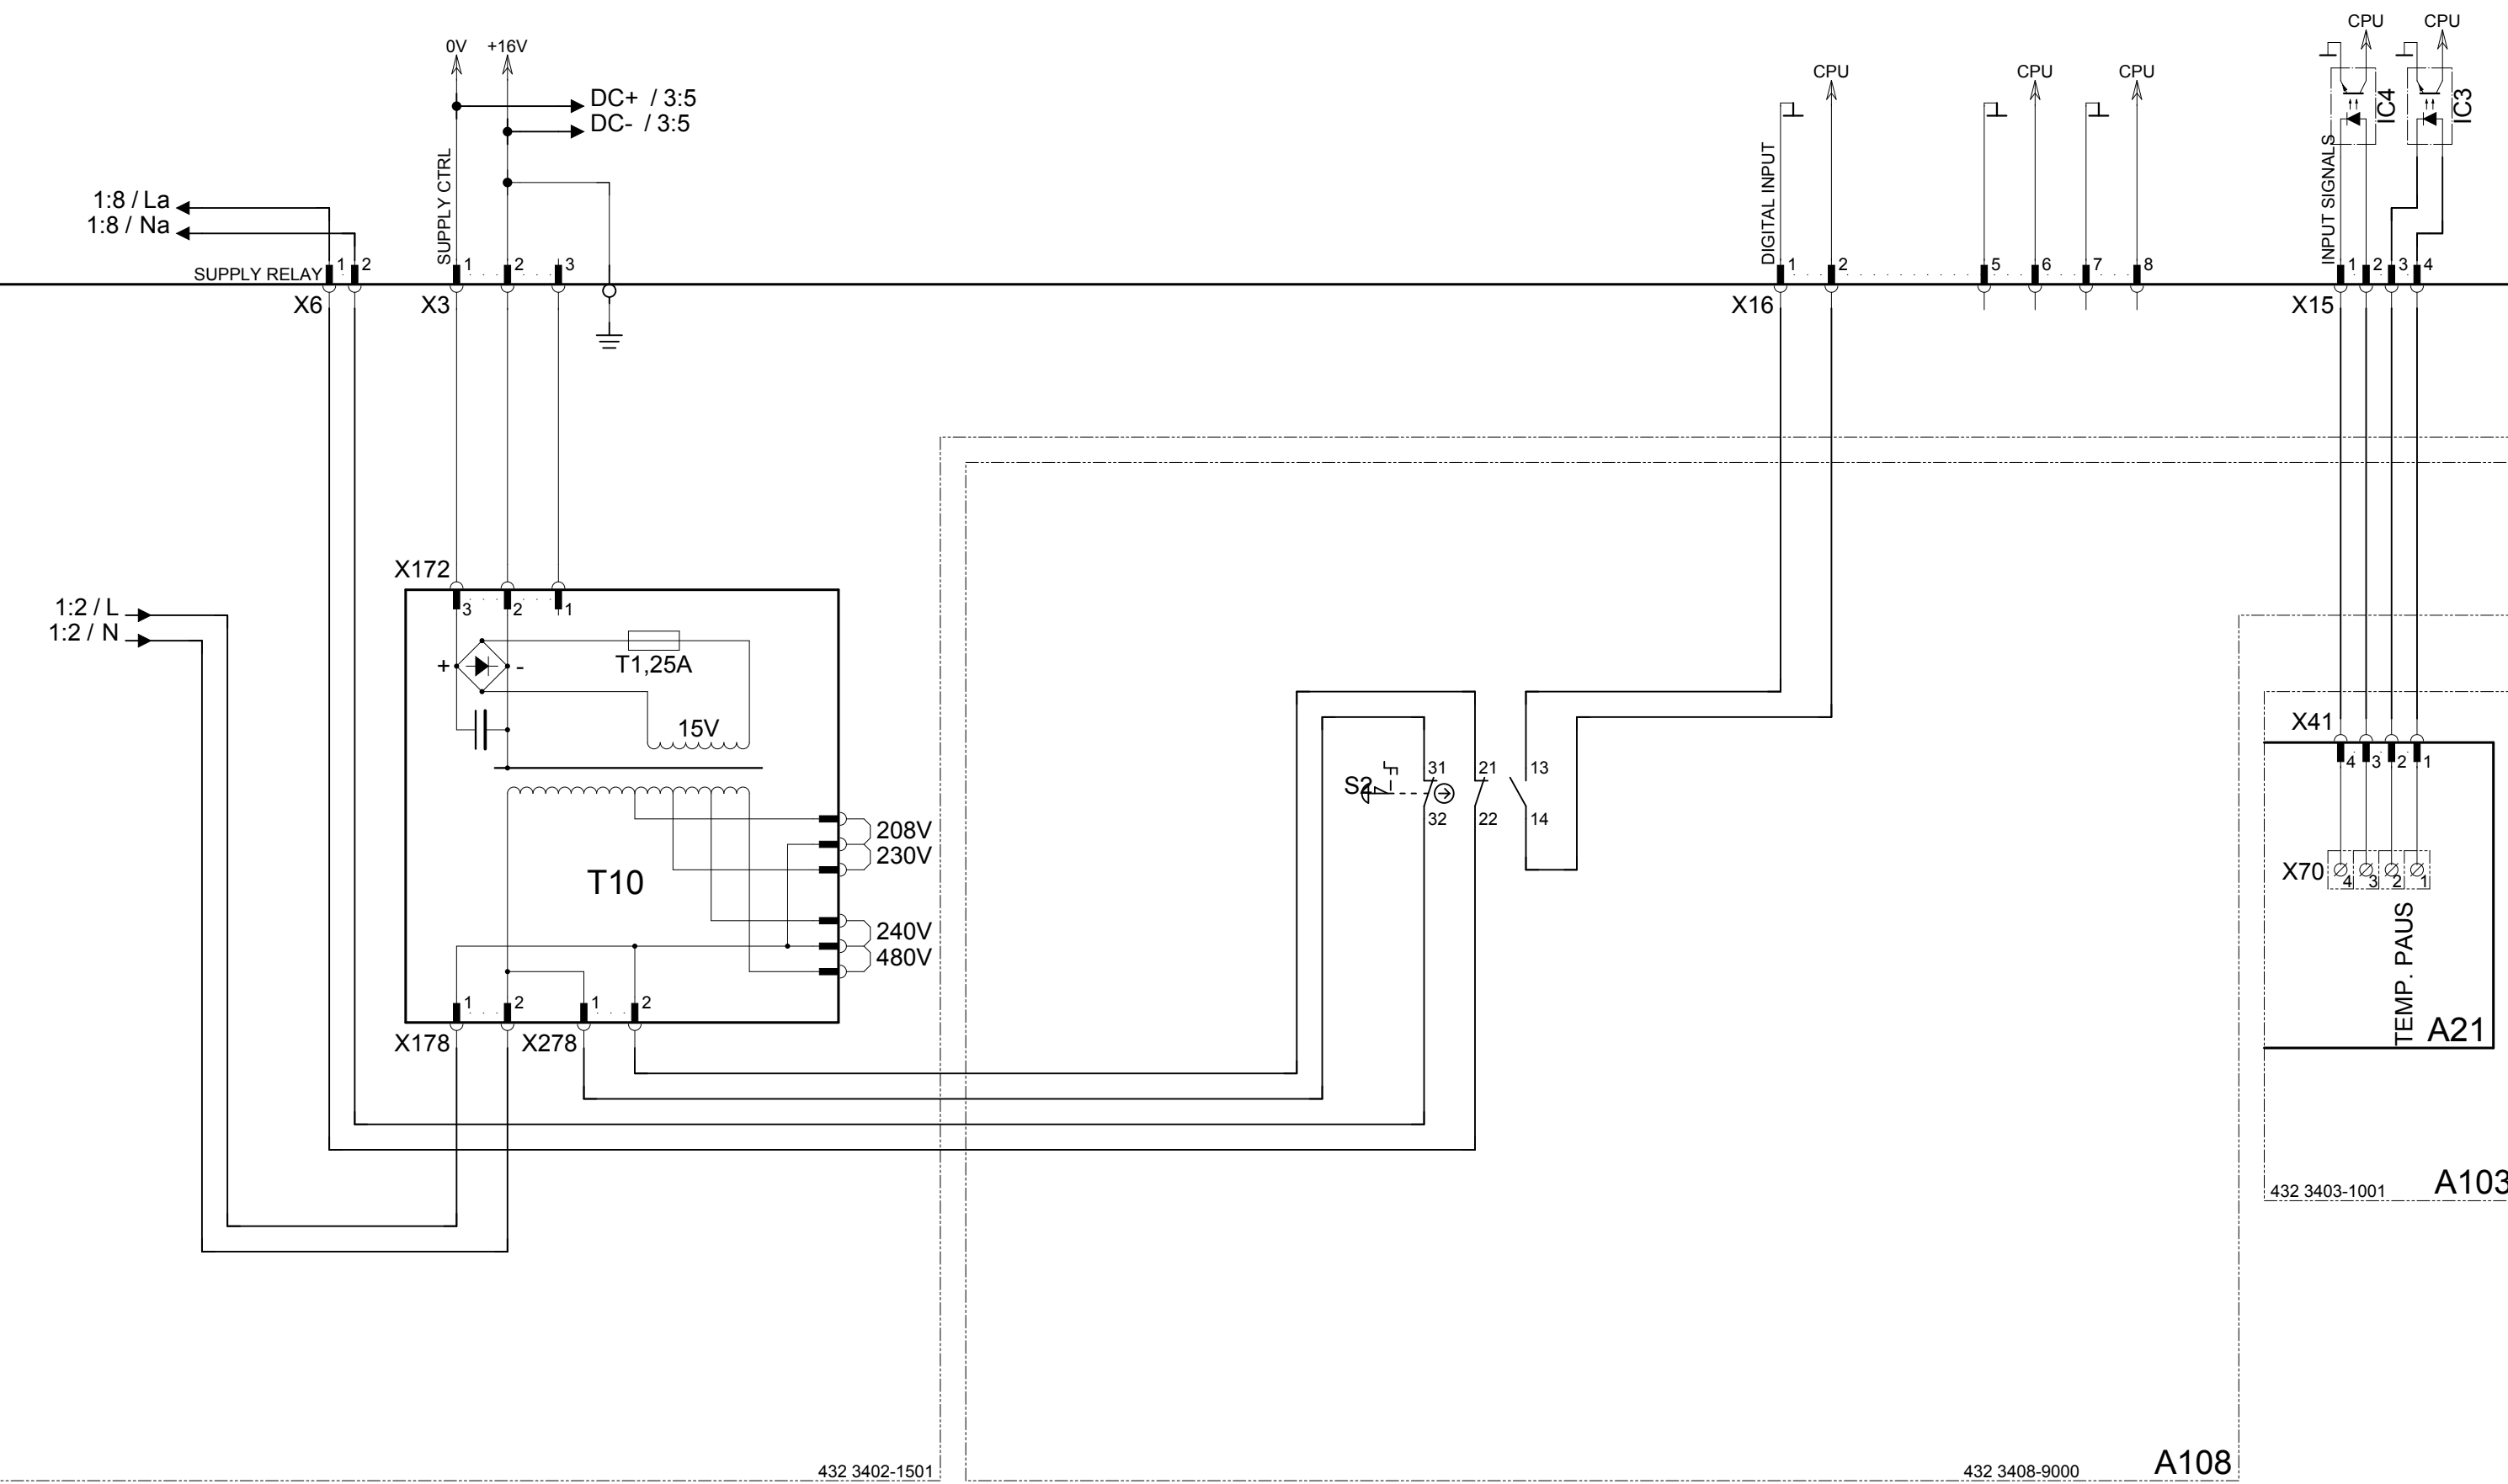 CPU CPU
0V +16V
CPU CPU CPU
DC+ / 3:5
DC- / 3:5
IC4 IC3
SUPPLY CTRL
DIGITAL INPUT
INPUT SIGNALS
1:8 / La
1:8 / Na
SUPPLY RELAY 1 2 1 2 3 1 2 5 6 7 8 1 2 3 4
X6 X3 X16 X15
X172
3 2 1
1:2 / L
1:2 / N
+ -
T1,25A
15V
X41
4 3 2 1
S2
31 21 13
32 22 14
208V
230V
T10
X70 4 3 2 1
240V
480V
TEMP. PAUS
A21
1 2 1 2
X178 X278
432 3403-1001 A103
432 3402-1501
432 3408-9000 A108